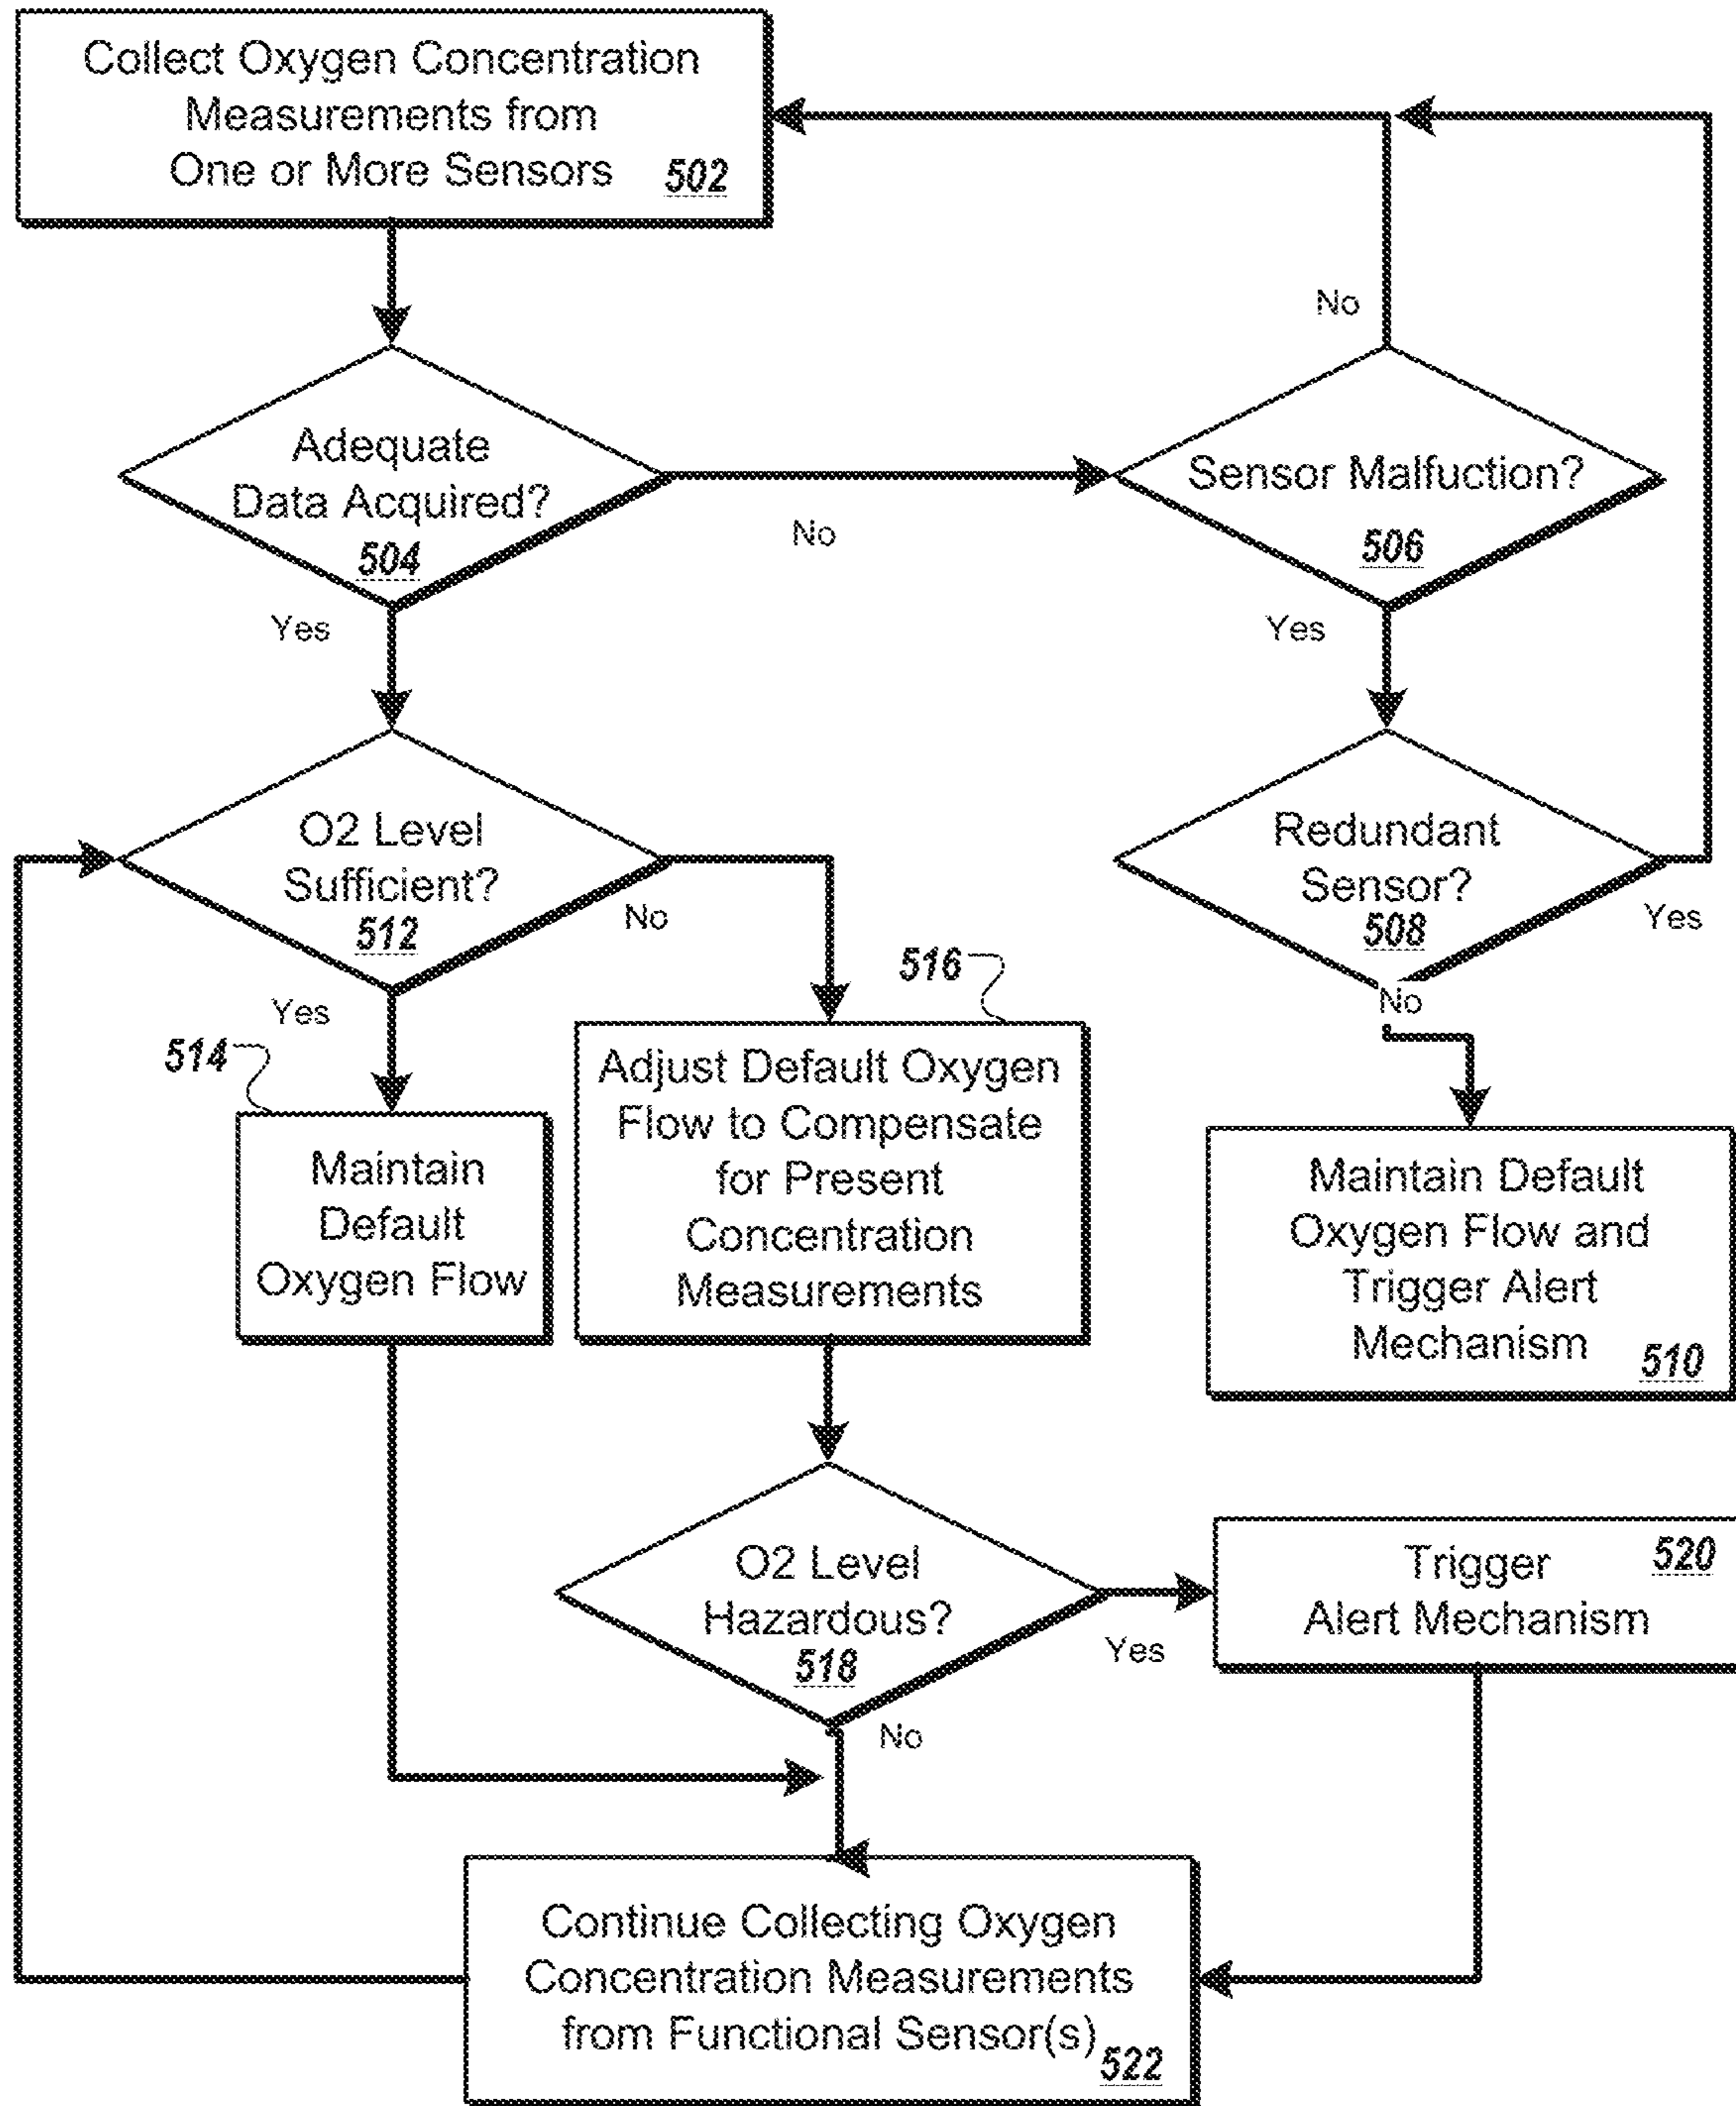 Collect Oxygen Concentration
Measurements from
One or More Sensors 502
No
Adequate
Data Acquired?
504
No
Sensor Malfuction?
506
Yes
Yes
O2 Level
Sufficient?
512
No
Redundant
Sensor?
508
Yes
No
Yes
514
516
Maintain
Default
Oxygen Flow
Adjust Default Oxygen
Flow to Compensate
for Present
Concentration
Measurements
Maintain Default
Oxygen Flow and
Trigger Alert
Mechanism 510
O2 Level
Hazardous?
518
Yes
No
Trigger 520
Alert Mechanism
Continue Collecting Oxygen
Concentration Measurements
from Functional Sensor(s) 522